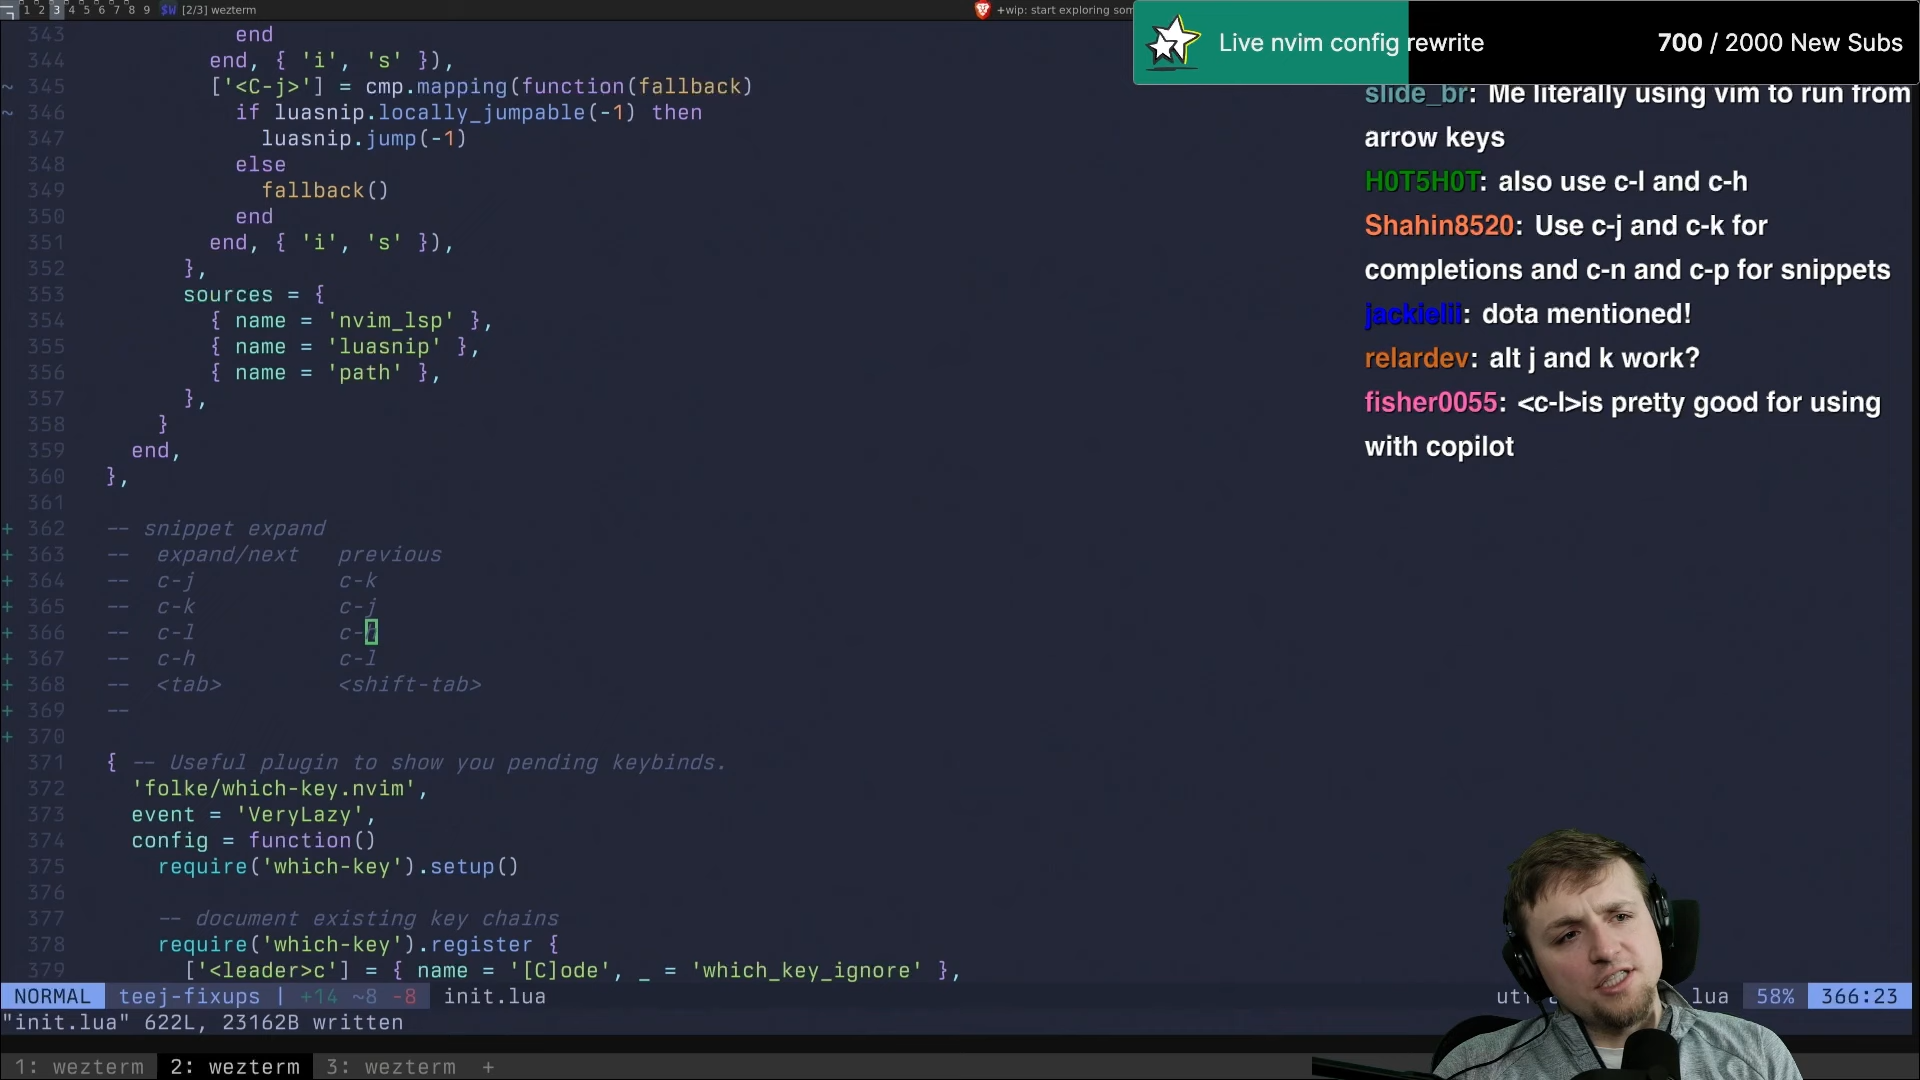 1 2 3 4 5 6 7 8 9 $W [2/3] wezterm
+wip: start exploring som
Live nvim config rewrite 700 / 2000 New Subs
343 end
344 end, { 'i', 's' }),
~ 345 ['<C-j>'] = cmp.mapping(function(fallback)
~ 346 if luasnip.locally_jumpable(-1) then
347 luasnip.jump(-1)
348 else
349 fallback()
350 end
351 end, { 'i', 's' }),
352 },
353 sources = {
354 { name = 'nvim_lsp' },
355 { name = 'luasnip' },
356 { name = 'path' },
357 },
358 }
359 end,
360 },
361
+ 362 -- snippet expand
+ 363 -- expand/next previous
+ 364 -- c-j c-k
+ 365 -- c-k c-j
+ 366 -- c-l c-h
+ 367 -- c-h c-l
+ 368 -- <tab> <shift-tab>
+ 369 --
+ 370
371 { -- Useful plugin to show you pending keybinds.
372 'folke/which-key.nvim',
373 event = 'VeryLazy',
374 config = function()
375 require('which-key').setup()
376
377 -- document existing key chains
378 require('which-key').register {
379 ['<leader>c'] = { name = '[C]ode', _ = 'which_key_ignore' },
slide_br: Me literally using vim to run from
arrow keys
H0T5H0T: also use c-l and c-h
Shahin8520: Use c-j and c-k for
completions and c-n and c-p for snippets
jackielii: dota mentioned!
relardev: alt j and k work?
fisher0055: <c-l>is pretty good for using
with copilot
NORMAL teej-fixups | +14 ~8 -8 init.lua lua 58% 366:23
"init.lua" 622L, 23162B written
1: wezterm 2: wezterm 3: wezterm +